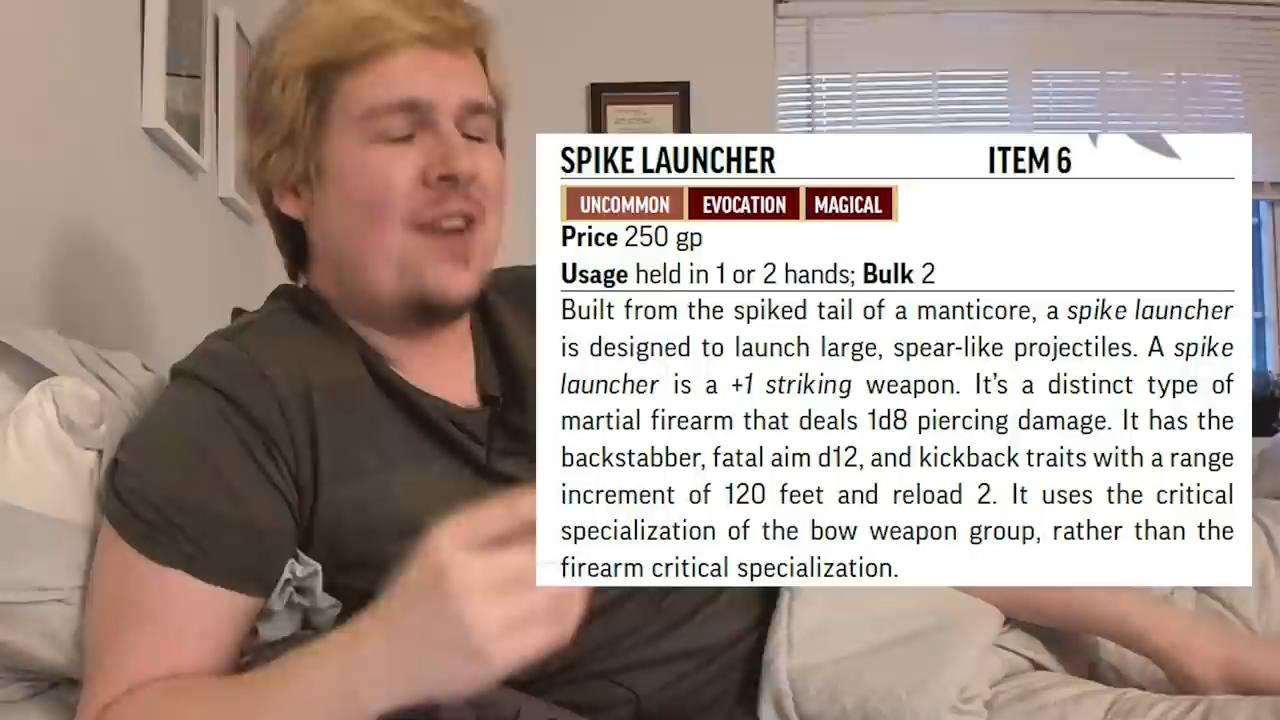 SPIKE LAUNCHER ITEM 6
UNCOMMON EVOCATION MAGICAL
Price 250 gp
Usage held in 1 or 2 hands; Bulk 2
Built from the spiked tail of a manticore, a spike launcher
is designed to launch large, spear-like projectiles. A spike
launcher is a +1 striking weapon. It's a distinct type of
martial firearm that deals 1d8 piercing damage. It has the
backstabber, fatal aim d12, and kickback traits with a range
increment of 120 feet and reload 2. It uses the critical
specialization of the bow weapon group, rather than the
firearm critical specialization.